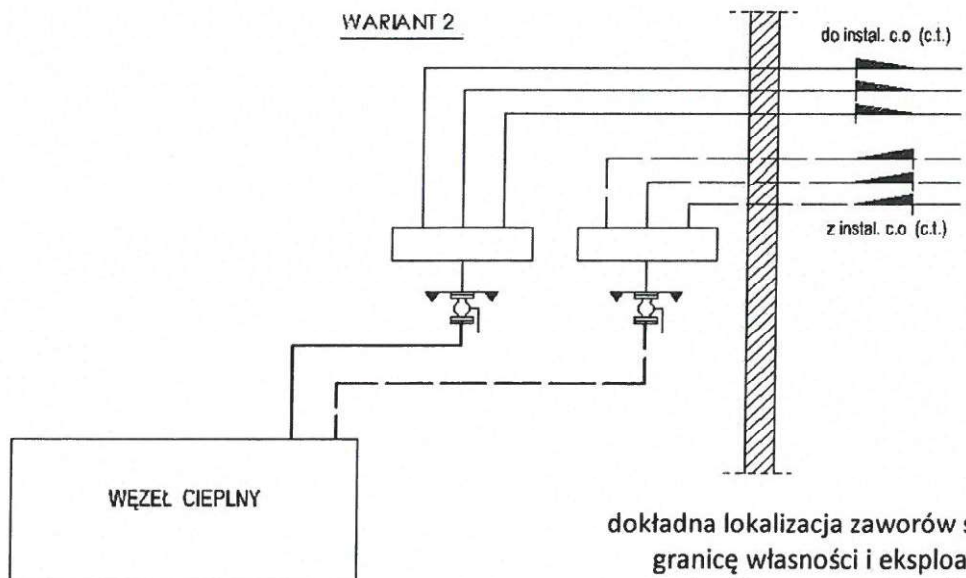 WARIANT 2
do instal. c.o (c.t.)
z instal. c.o (c.t.)
WĘZEŁ CIEPLNY
dokładna lokalizacja zaworów
granicę własności i eksploa